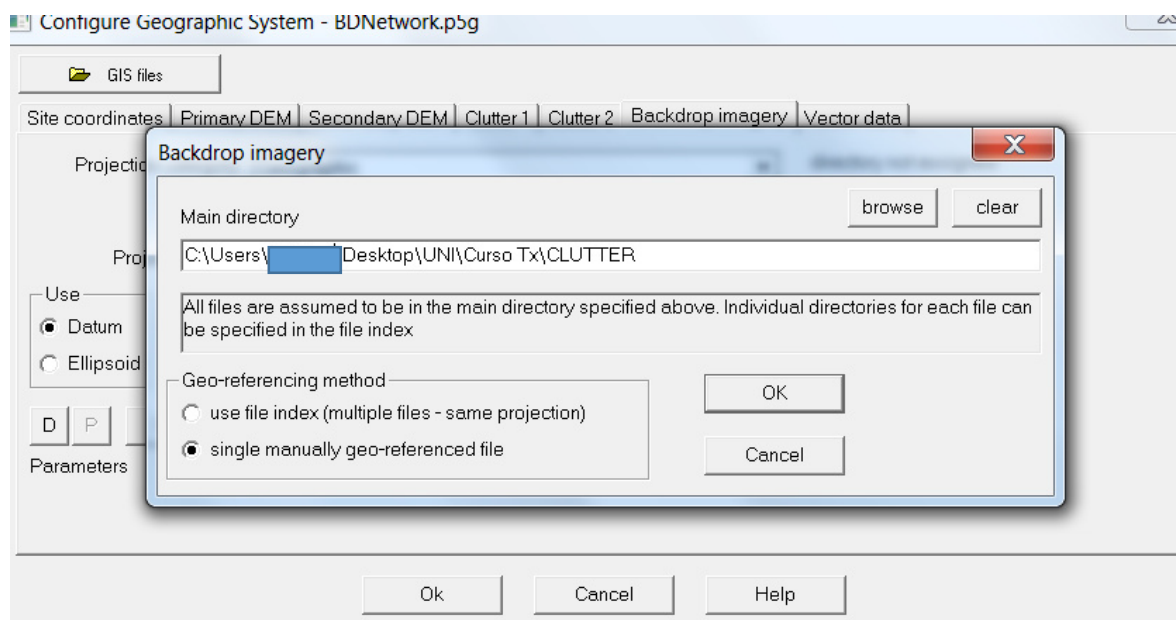 Configure Geographic System - BDNetwork.p5g
GIS files
Site coordinates Primary DEM Secondary DEM Clutter 1 Clutter 2 Backdrop imagery Vector data
Backdrop imagery
Projectio
browse clear
Main directory
C:\Users\ Desktop\UNI\Curso Tx\CLUTTER
Proj
Use
Datum
Ellipsoid
All files are assumed to be in the main directory specified above. Individual directories for each file can
be specified in the file index
Geo-referencing method
use file index (multiple files - same projection)
single manually geo-referenced file
OK
Cancel
D P
Parameters
Ok Cancel Help